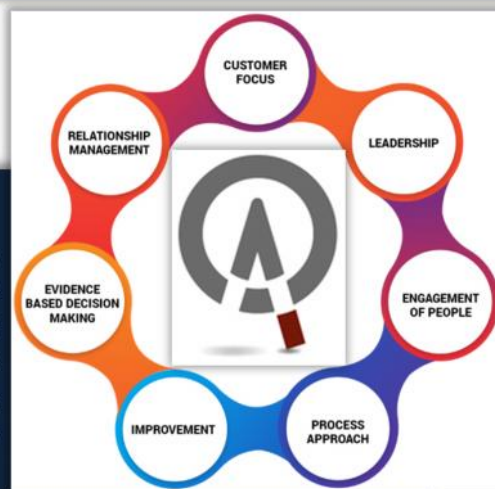 CUSTOMER
FOCUS
LEADERSHIP
ENGAGEMENT
OF PEOPLE
PROCESS
APPROACH
IMPROVEMENT
EVIDENCE
BASED DECISION
MAKING
RELATIONSHIP
MANAGEMENT